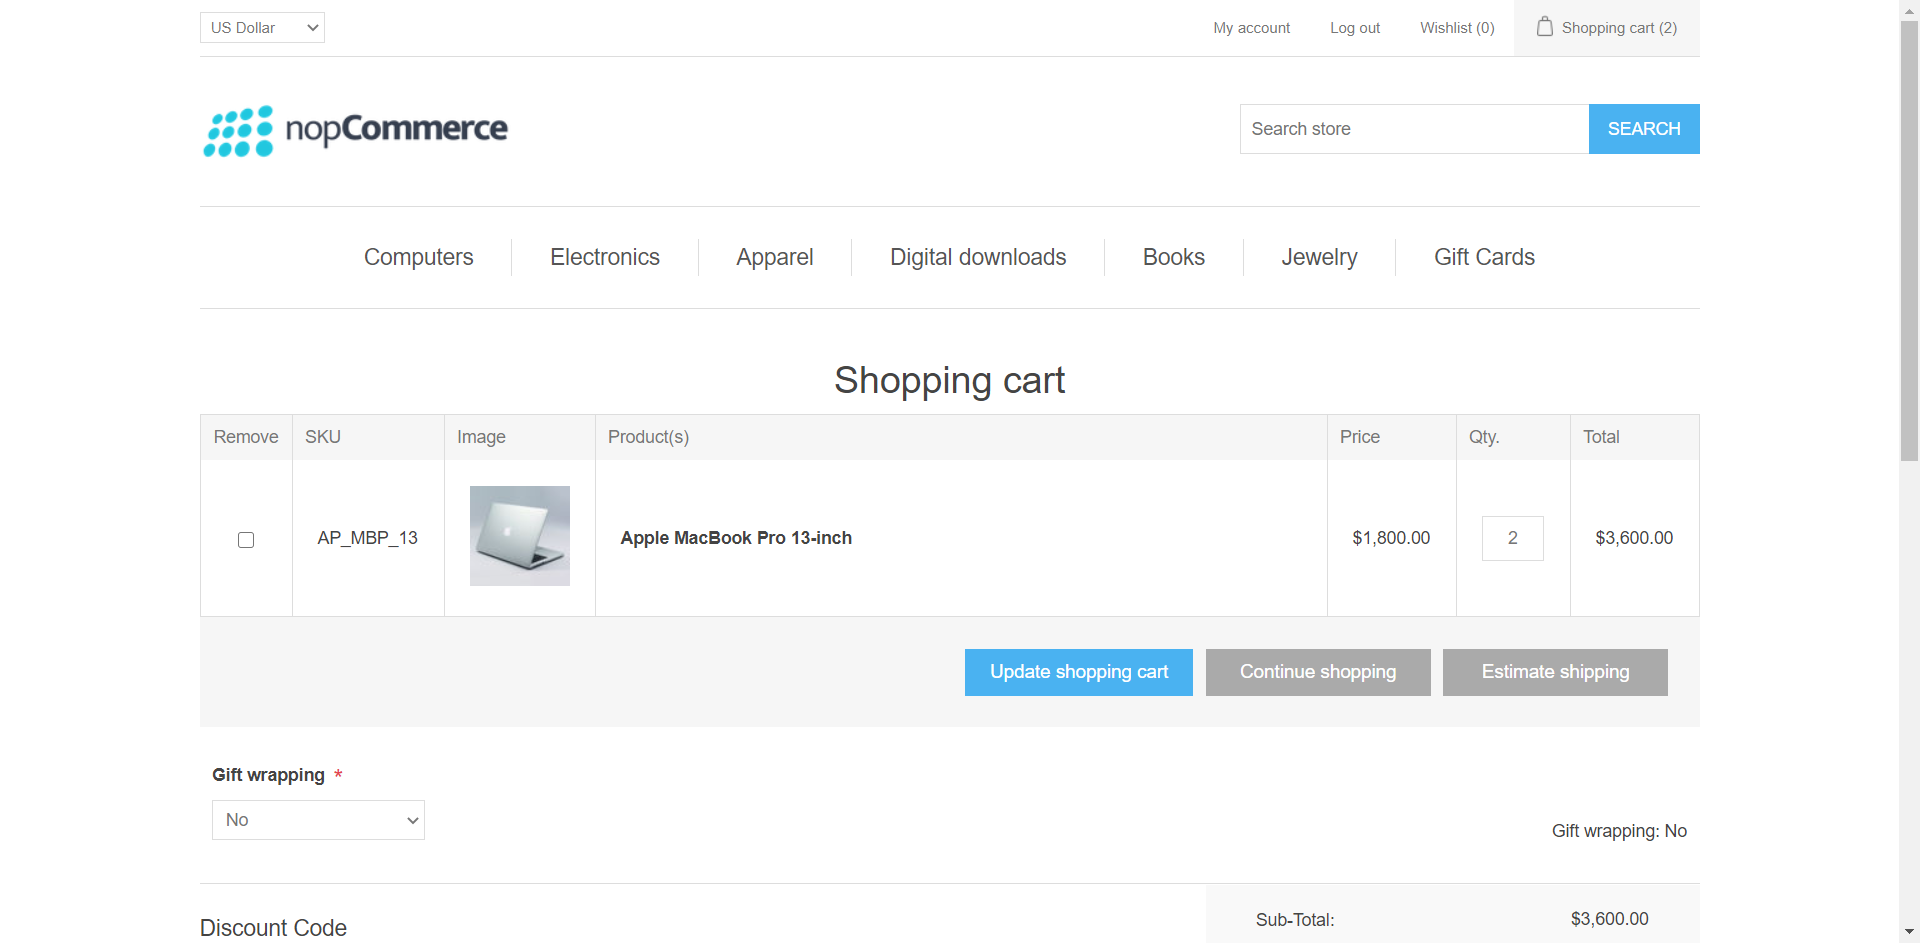 US Dollar
My account
Log out
Wishlist (0)
Shopping cart (2)
nopCommerce
Search store
SEARCH
Computers
Electronics
Apparel
Digital downloads
Books
Jewelry
Gift Cards
Shopping cart
Remove
SKU
Image
Product(s)
Price
Qty.
Total
AP_MBP_13
Apple MacBook Pro 13-inch
$1,800.00
2
$3,600.00
Update shopping cart
Continue shopping
Estimate shipping
Gift wrapping *
No
Gift wrapping: No
Discount Code
Sub-Total:
$3,600.00